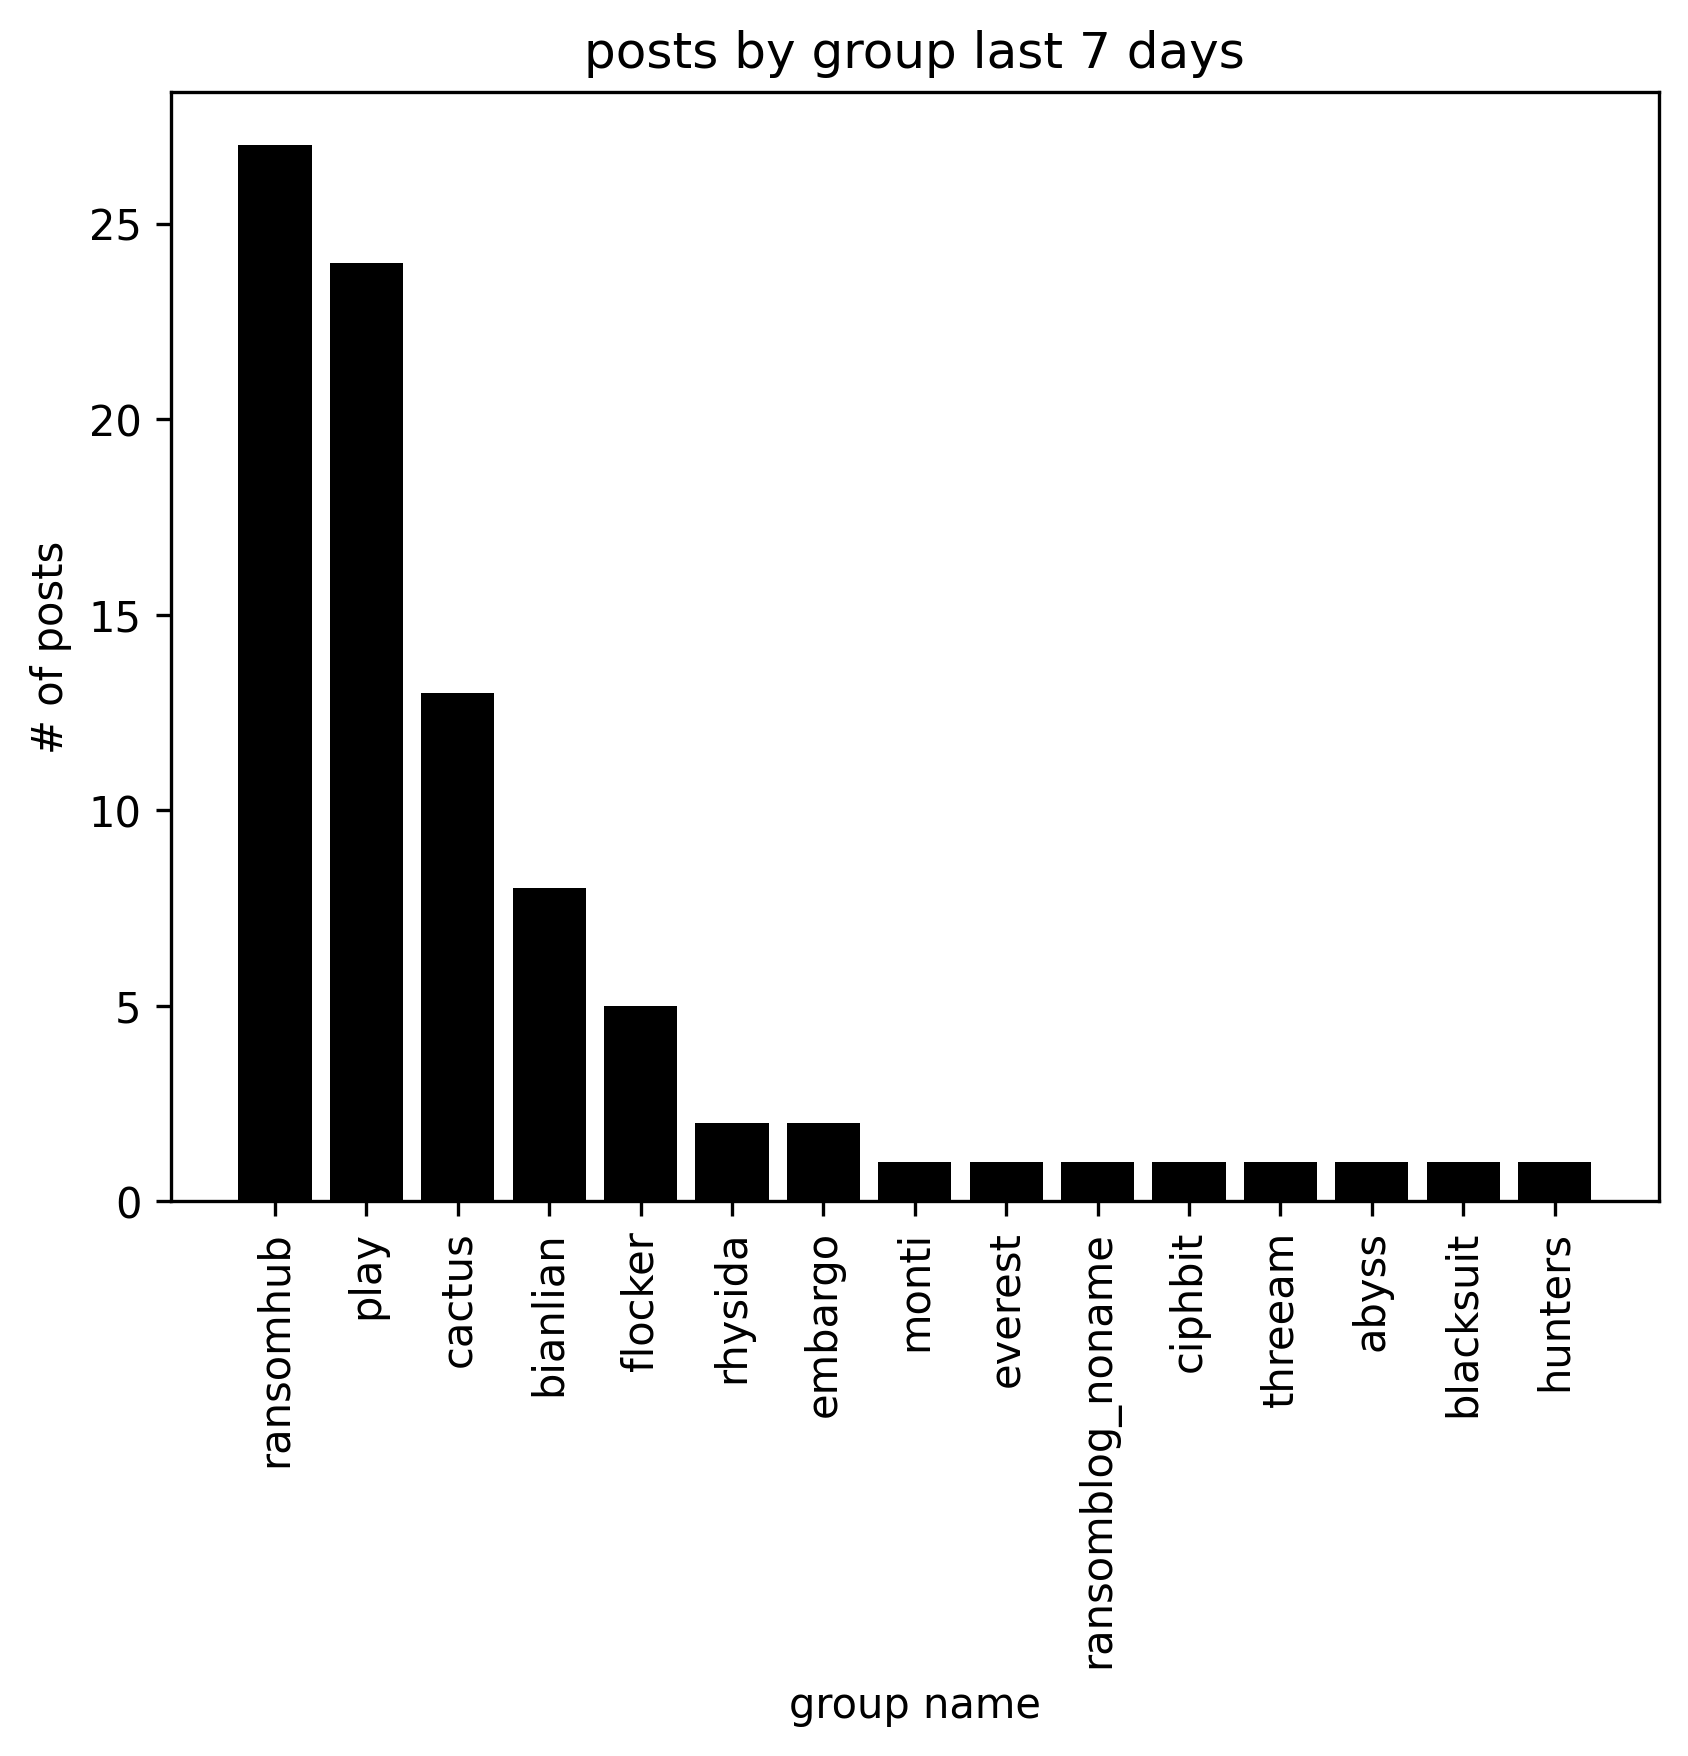 posts by group last 7 days
# of posts
25
20
15
10
5
0
ransomhub
play
cactus
bianlian
flocker
rhysida
embargo
monti
everest
ransomblog_noname
ciphbit
threeam
abyss
blacksuit
hunters
group name